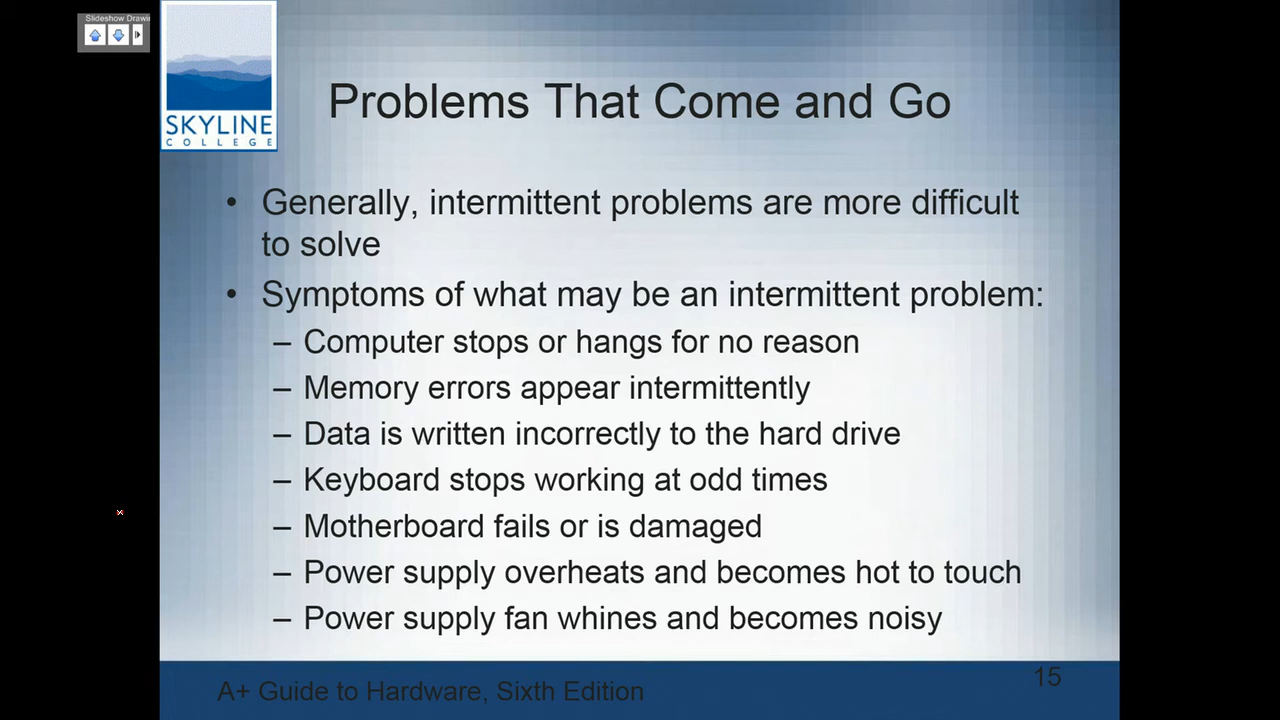 Slideshow Drawi
SKYLINE
COLLEGE
Problems That Come and Go
• Generally, intermittent problems are more difficult
to solve
• Symptoms of what may be an intermittent problem:
– Computer stops or hangs for no reason
– Memory errors appear intermittently
– Data is written incorrectly to the hard drive
– Keyboard stops working at odd times
– Motherboard fails or is damaged
– Power supply overheats and becomes hot to touch
– Power supply fan whines and becomes noisy
A+ Guide to Hardware, Sixth Edition
15